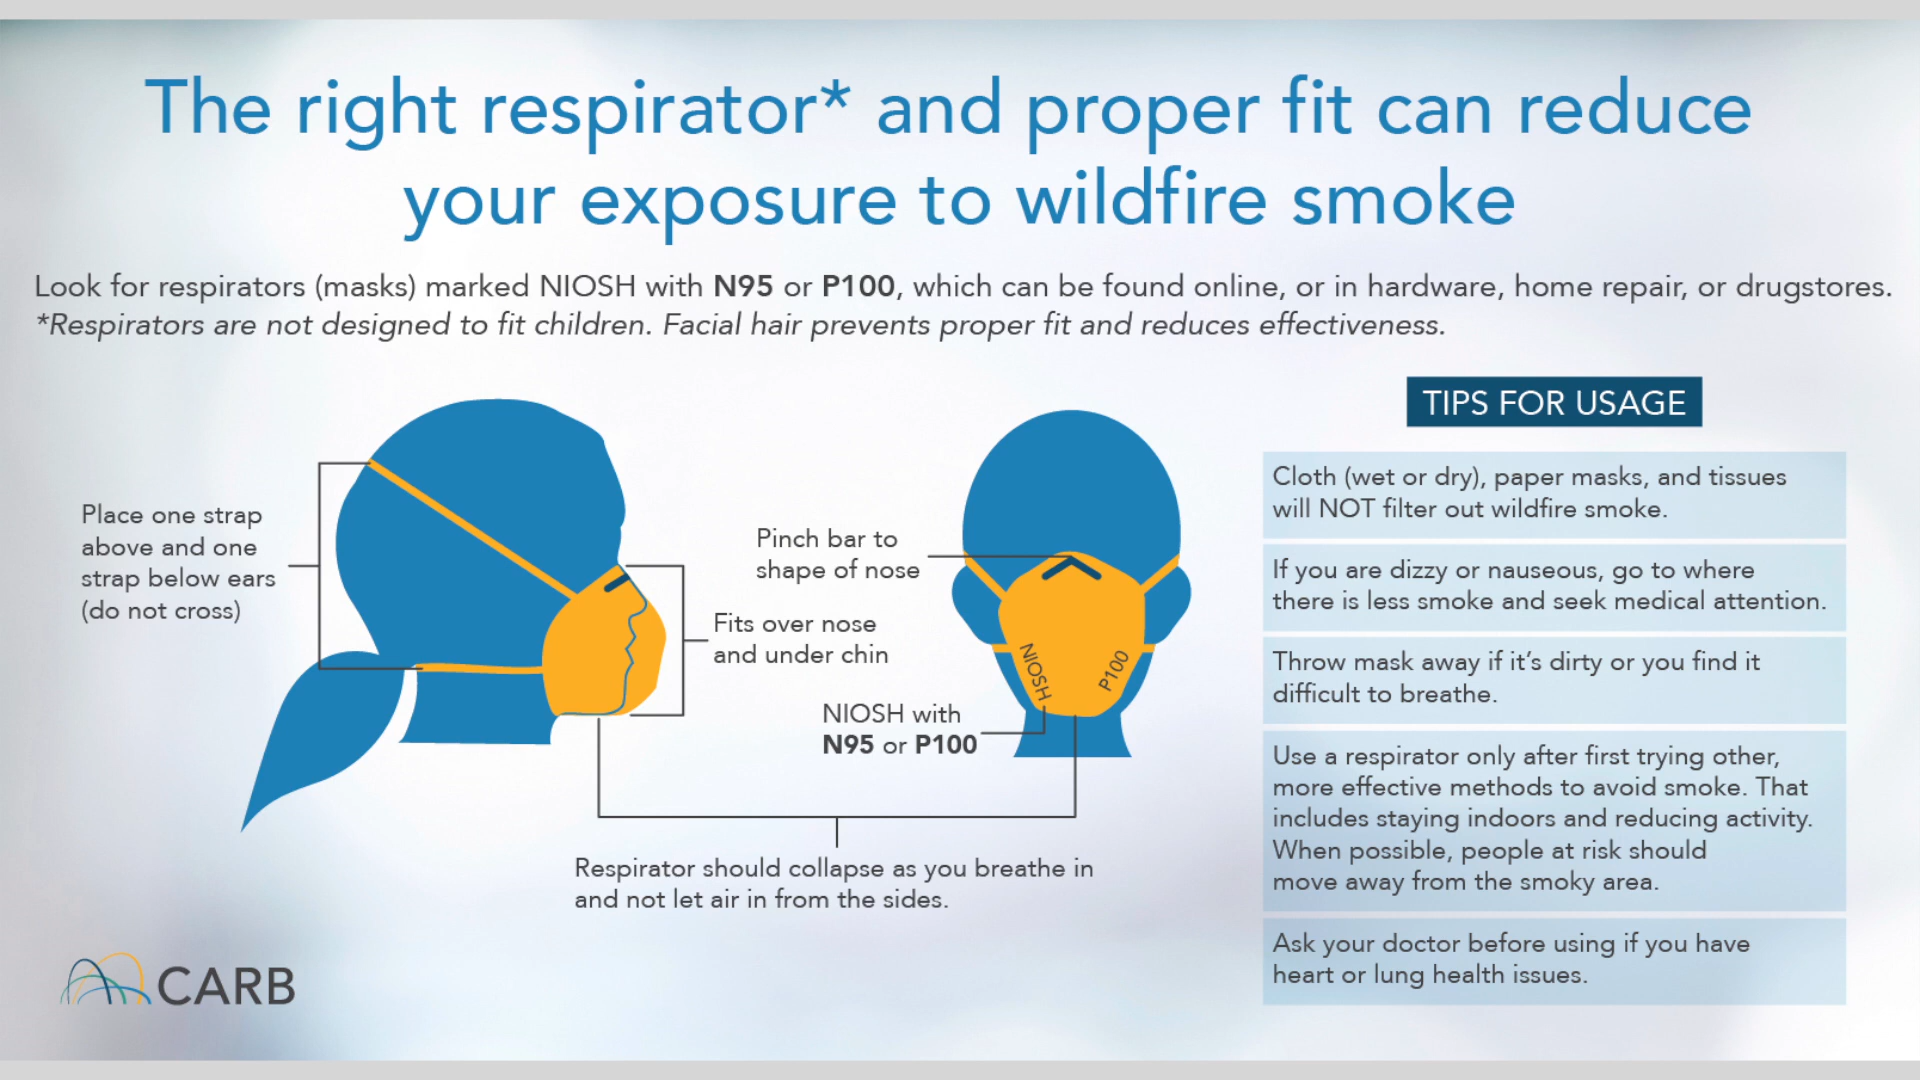 The right respirator* and proper fit can reduce
your exposure to wildfire smoke
Look for respirators (masks) marked NIOSH with N95 or P100, which can be found online, or in hardware, home repair, or drugstores.
*Respirators are not designed to fit children. Facial hair prevents proper fit and reduces effectiveness.
Place one strap
above and one
strap below ears
(do not cross)
Fits over nose
and under chin
Pinch bar to
shape of nose
NIOSH
P100
NIOSH with
N95 or P100
Respirator should collapse as you breathe in
and not let air in from the sides.
TIPS FOR USAGE
Cloth (wet or dry), paper masks, and tissues
will NOT filter out wildfire smoke.
If you are dizzy or nauseous, go to where
there is less smoke and seek medical attention.
Throw mask away if it’s dirty or you find it
difficult to breathe.
Use a respirator only after first trying other,
more effective methods to avoid smoke. That
includes staying indoors and reducing activity.
When possible, people at risk should
move away from the smoky area.
Ask your doctor before using if you have
heart or lung health issues.
CARB